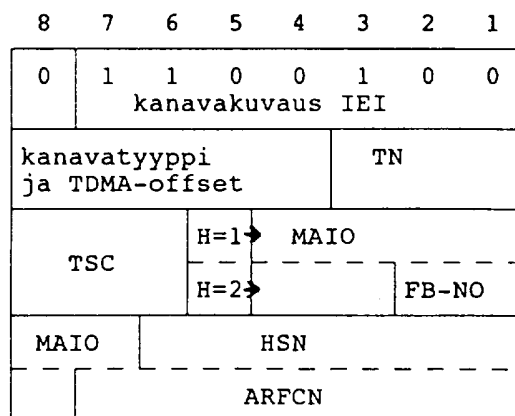 8 7 6 5 4 3 2 1
0 1 1 0 0 1 0 0
kanavakuvaus IEI
kanavatyyppi
ja TDMA-offset
TN
TSC
H=1 MAIO
H=2 FB-NO
MAIO HSN
ARFCN